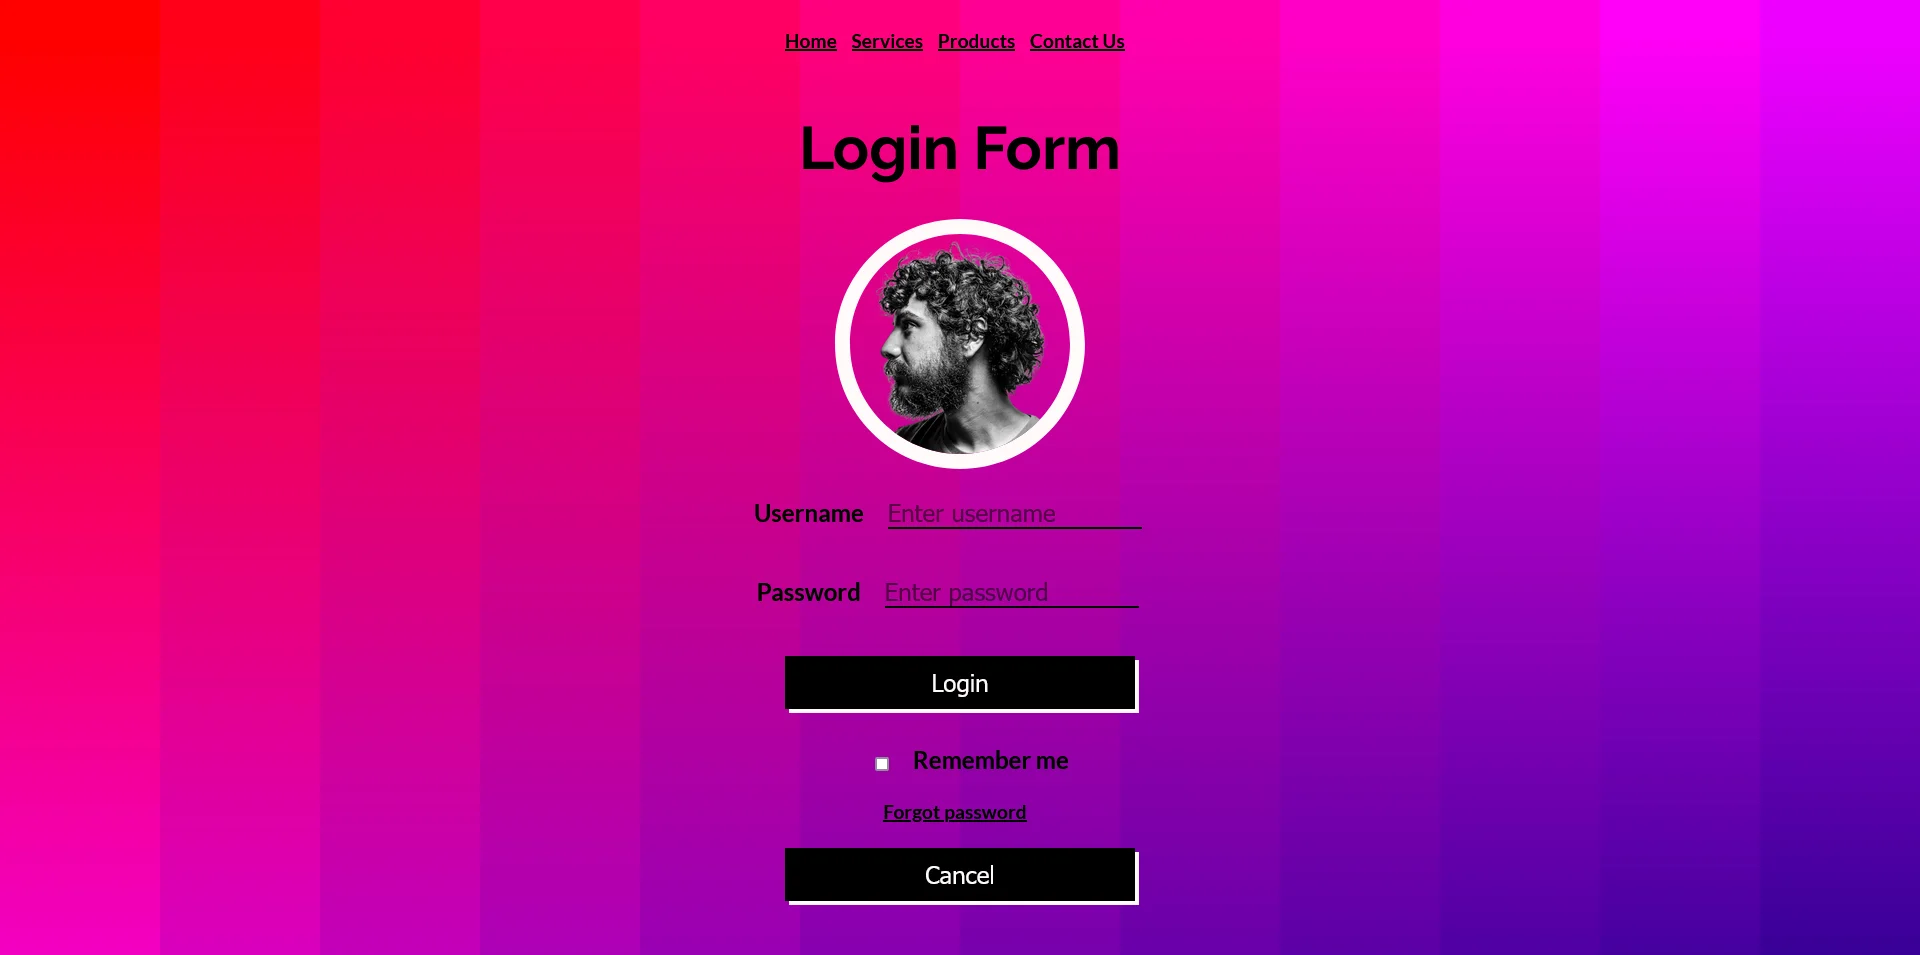 Home Services Products Contact Us
Login Form
Username Enter username
Password Enter password
Login
Remember me
Forgot password
Cancel